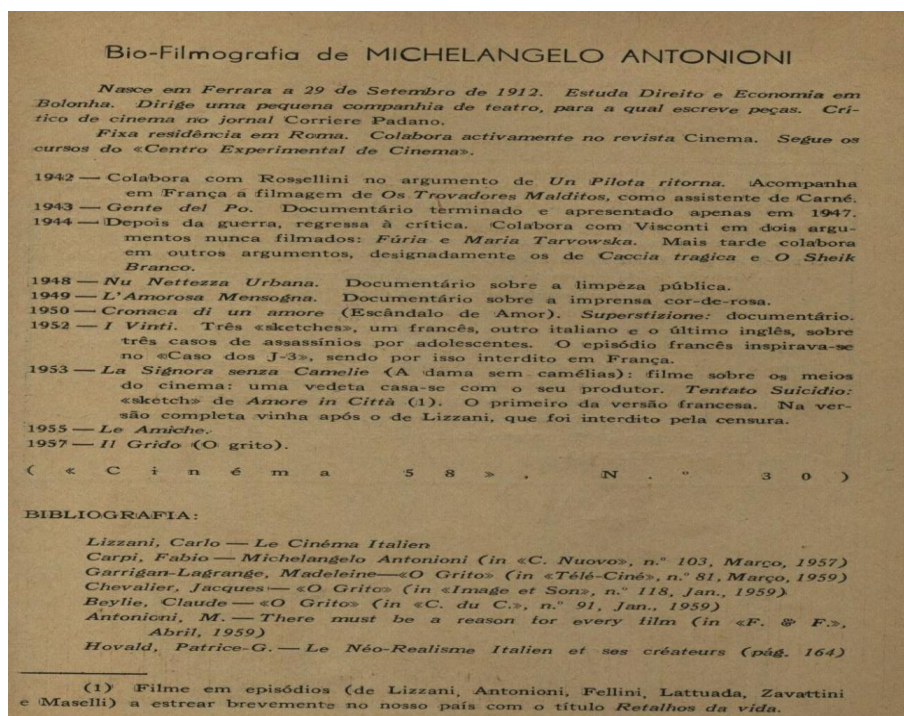 Bio-Filmografia de MICHELANGELO ANTONIONI
Nasce em Ferrara a 29 de Setembro de 1912. Estuda Direito e Economia em
Bolonha. Dirige uma pequena companhia de teatro, para a qual escreve peças. Crí-
tico de cinema no jornal Corriere Padano.
Fixa residência em Roma. Colabora activamente no revista Cinema. Segue os
cursos do «Centro Experimental de Cinema».
1942 — Colabora com Rossellini no argumento de Un Pilota ritorna. Acompanha
em França á filmagem de Os Trovadores Malditos, como assistente de Carné.
1943 — Gente del Po. Documentário terminado e apresentado apenas em 1947.
1944 — Depois da guerra, regressa à crítica. Colabora com Visconti em dois argu-
mentos nunca filmados: Fúria e Maria Tarvowska. Mais tarde colabora
em outros argumentos, designadamente os de Caccia tragica e O Sheik
Branco.
1948 — Nu Nettezza Urbana. Documentário sobre a limpeza pública.
1949 — L'Amorosa Mensogna. Documentário sobre a imprensa cor-de-rosa.
1950 — Cronaca di un amore (Escândalo de Amor). Superstizione: documentário.
1952 — I Vinti. Três «sketches», um francês, outro italiano e o último inglês, sobre
três casos de assassínios por adolescentes. O episódio francês inspirava-se
no «Caso dos J-3», sendo por isso interdito em França.
1953 — La Signora senza Camelie (A dama sem camélias): filme sobre os meios
do cinema: uma vedeta casa-se com o seu produtor. Tentato Suicidio:
«sketch» de Amore in Città (1). O primeiro da versão francesa. Na ver-
são completa vinha após o de Lizzani, que foi interdito pela censura.
1955 — Le Amiche.
1957 — Il Grido (O grito).
( « C i n é m a 5 8 » , N . ° 3 0 )
BIBLIOGRAFIA:
Lizzani, Carlo — Le Cinéma Italien
Carpi, Fabio — Michelangelo Antonioni (in «C. Nuovo», n.° 103, Março, 1957)
Garrigan-Lagrange, Madeleine—«O Grito» (in «Télé-Ciné», n.° 81, Março, 1959)
Chevalier, Jacques — «O Grito» (in «Image et Son», n.° 118, Jan., 1959)
Beylie, Claude — «O Grito» (in «C. du C.», n.° 91, Jan., 1959)
Antonioni, M. — There must be a reason for every film (in «F. & F.»,
Abril, 1959)
Hovald, Patrice-G. — Le Néo-Realisme Italien et ses créateurs (pág. 164)
(1) Filme em episódios (de Lizzani, Antonioni, Fellini, Lattuada, Zavattini
e Maselli) a estrear brevemente no nosso país com o título Retalhos da vida.